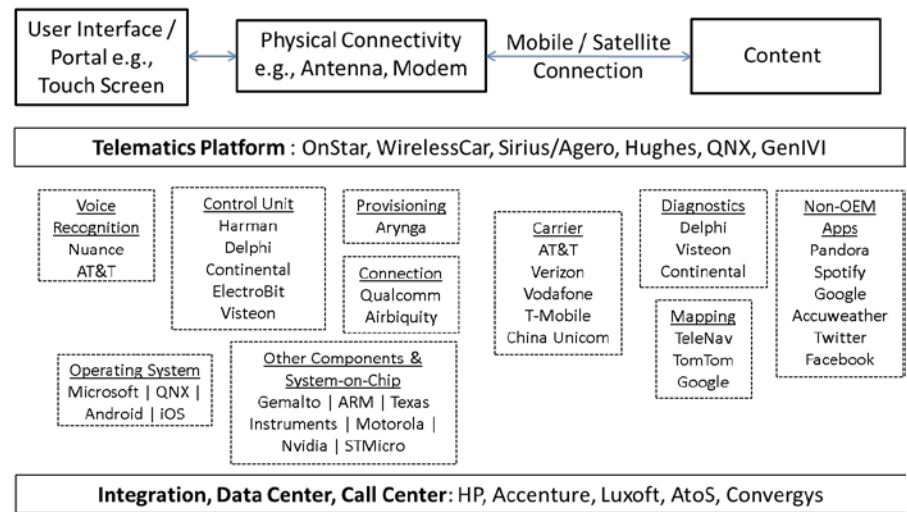 User Interface /
Portal e.g.,
Touch Screen
Physical Connectivity
e.g., Antenna, Modem
Mobile / Satellite
Connection
Content
Telematics Platform : OnStar, WirelessCar, Sirius/Agero, Hughes, QNX, GenIVI
Voice
Recognition
Nuance
AT&T
Control Unit
Harman
Delphi
Continental
ElectroBit
Visteon
Provisioning
Arynga
Connection
Qualcomm
Airbiquity
Carrier
AT&T
Verizon
Vodafone
T-Mobile
China Unicom
Diagnostics
Delphi
Visteon
Continental
Mapping
TeleNav
TomTom
Google
Non-OEM
Apps
Pandora
Spotify
Google
Accuweather
Twitter
Facebook
Operating System
Microsoft | QNX |
Android | iOS
Other Components &
System-on-Chip
Gemalto | ARM | Texas
Instruments | Motorola |
Nvidia | STMicro
Integration, Data Center, Call Center: HP, Accenture, Luxoft, AtoS, Convergys